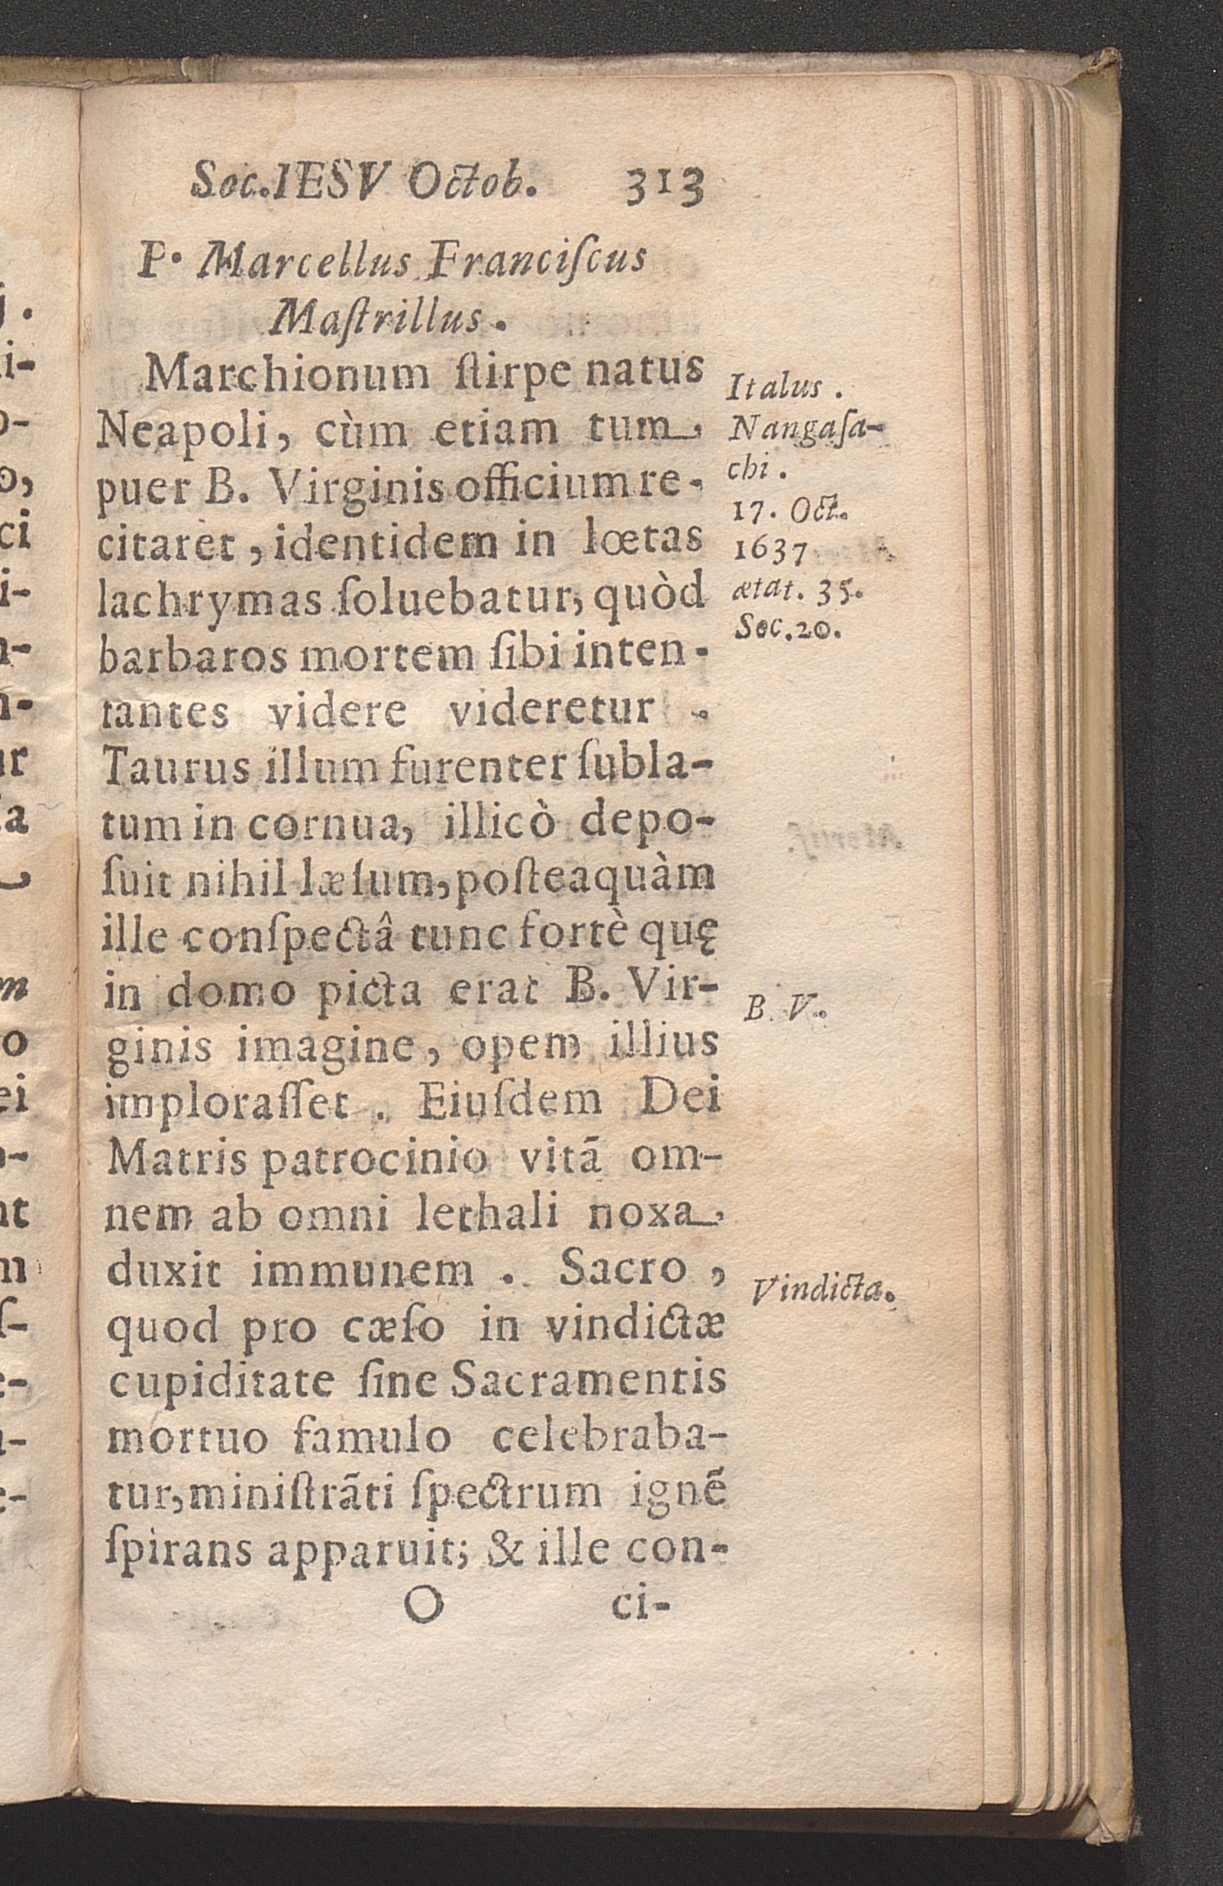 Soc.IESV Octob. 313
P. Marcellus Franciſcus
Maſtrillus.
Marchionum ſtirpe natus
Neapoli, cùm etiam tum
puer B. Virginis officium re-
citaret, identidem in lœtas
lachrymas ſoluebatur, quòd
barbaros mortem ſibi inten-
tantes videre videretur.
Taurus illum furenter ſubla-
tum in cornua, illicò depo-
ſuit nihil læſum, poſteaquàm
ille conſpectâ tunc fortè quę
in domo picta erat B. Vir-
ginis imagine, opem illius
imploraſſet. Eiuſdem Dei
Matris patrocinio vitā om-
nem ab omni lethali noxa
duxit immunem. Sacro,
quod pro cæſo in vindictæ
cupiditate ſine Sacramentis
mortuo famulo celebraba-
tur, miniſtrāti ſpectrum ignē
ſpirans apparuit; & ille con-
O ci-
Italus.
Nangaſa-
chi.
17. Oct.
1637
ætat. 35.
Soc. 20.
B. V.
Vindicta.